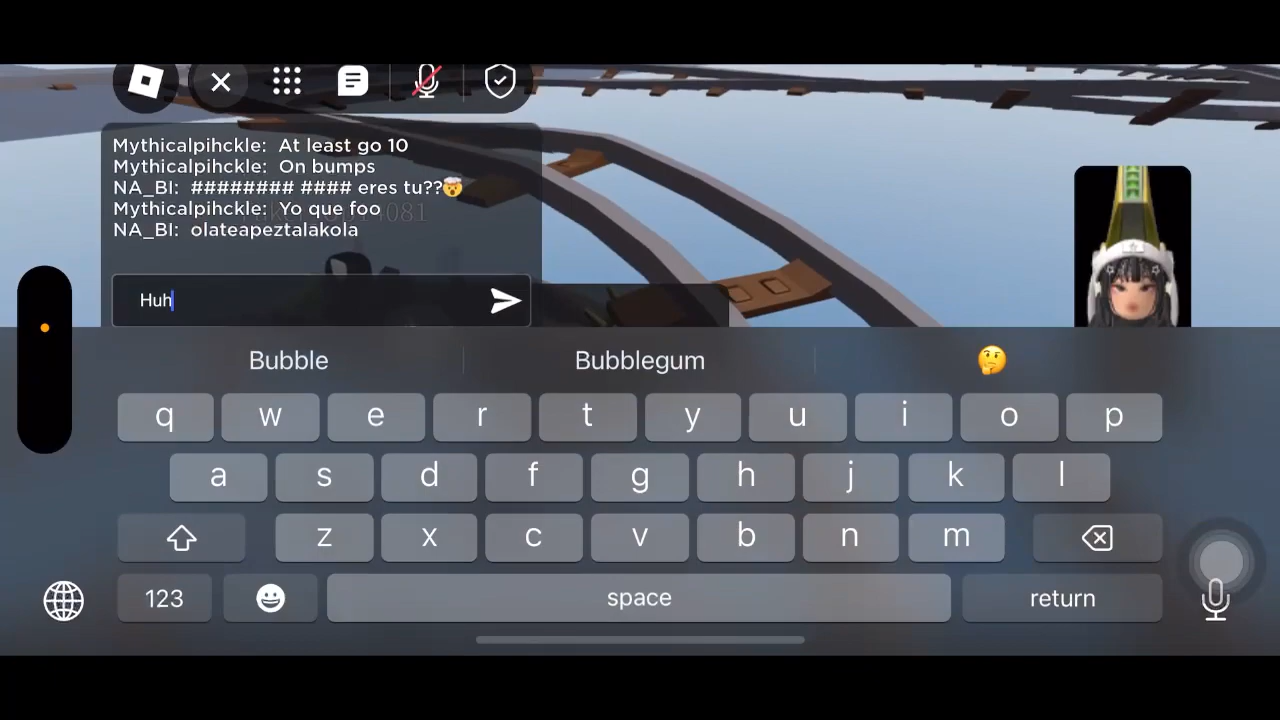 Mythicalpihckle: At least go 10
Mythicalpihckle: On bumps
NA_BI: ######## #### eres tu??🤯
Mythicalpihckle: Yo que foo
NA_BI: olateapeztalakola
Huh
Bubble Bubblegum 🤔
q w e r t y u i o p
a s d f g h j k l
z x c v b n m
123 space return